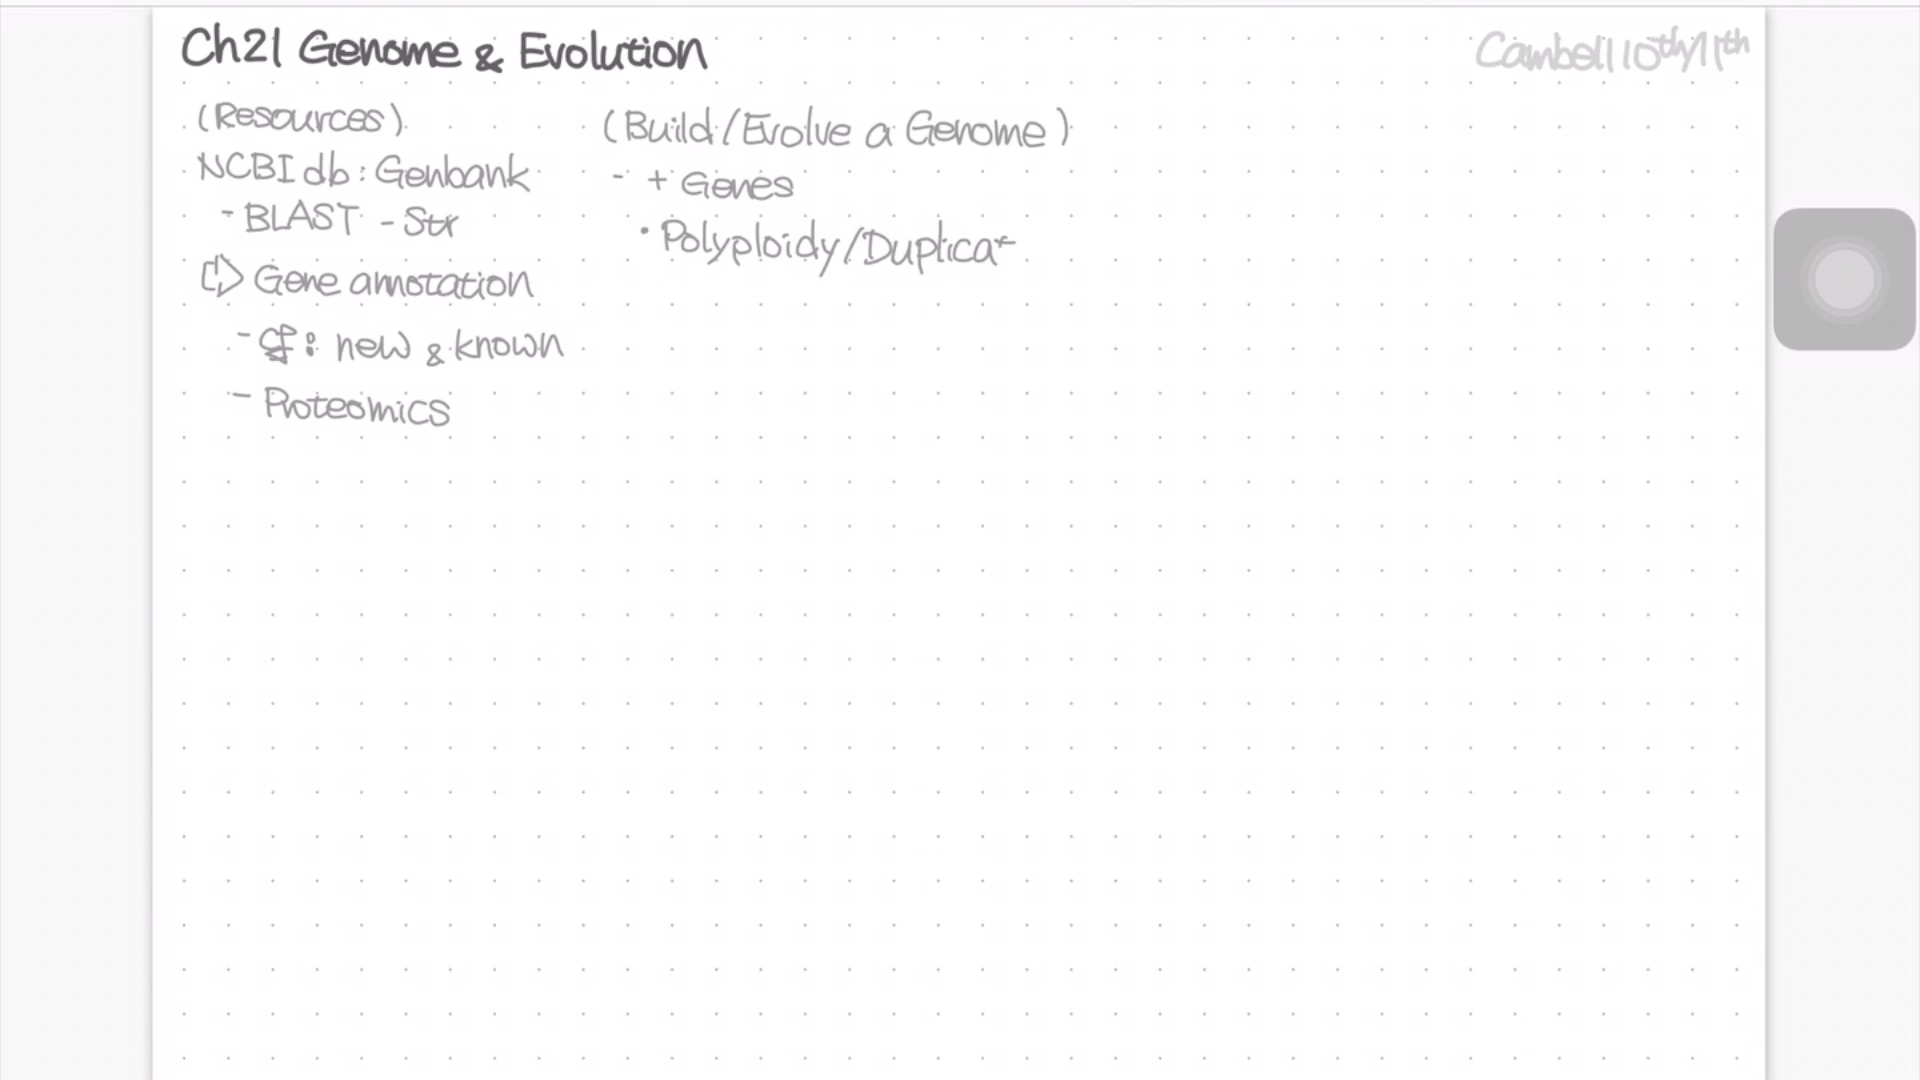 Ch21 Genome & Evolution
Cambell 10th/11th
(Resources)
NCBI db: Genbank
- BLAST - Str
⇨ Gene annotation
- cf: new & known
- Proteomics
(Build/Evolve a Genome)
- + Genes
• Polyploidy/Duplicat